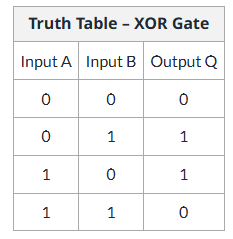 Truth Table – XOR Gate
Input A Input B Output Q
0 0 0
0 1 1
1 0 1
1 1 0